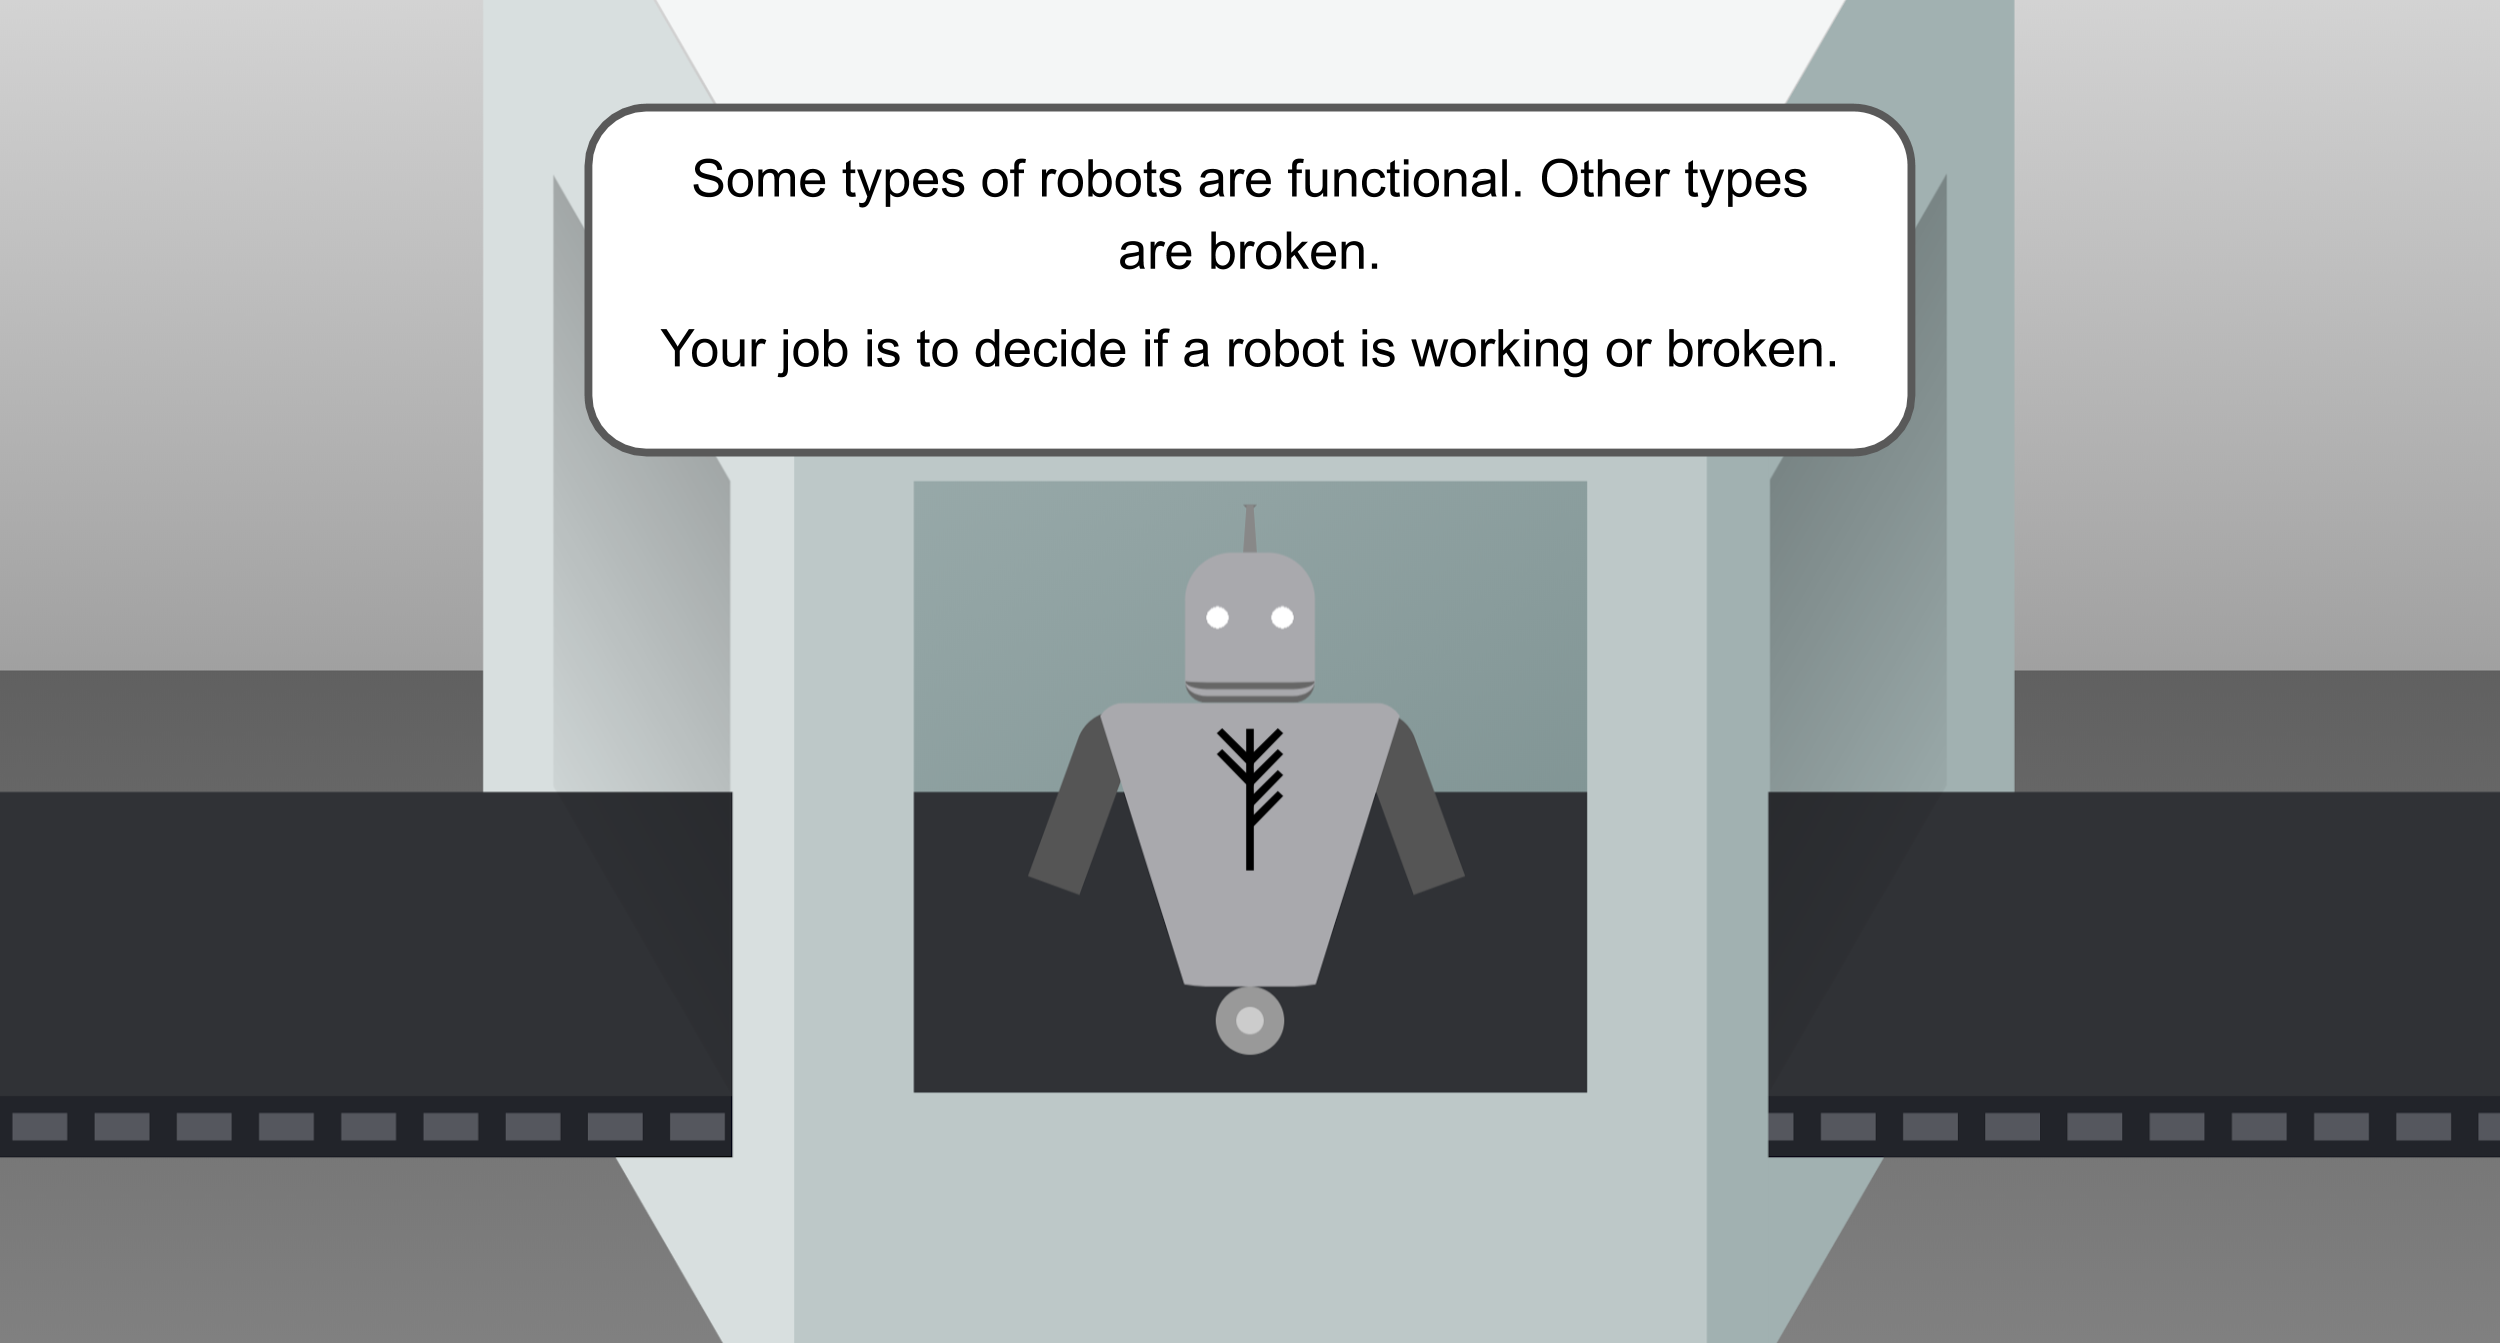 Some types of robots are functional. Other types
are broken.
Your job is to decide if a robot is working or broken.